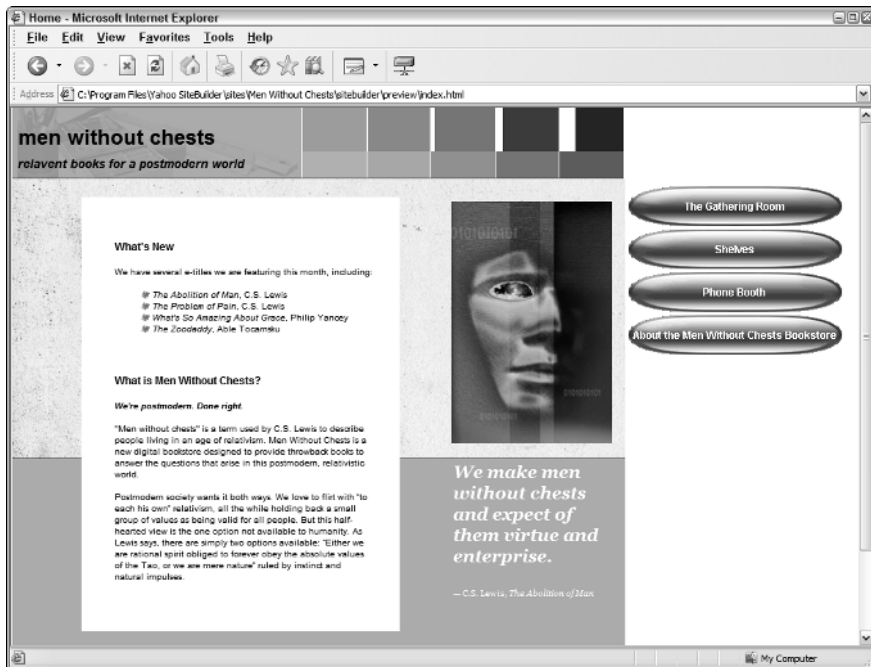 Home - Microsoft Internet Explorer
File Edit View Favorites Tools Help
Address C:\Program Files\Yahoo SiteBuilder\sites\Men Without Chests\sitebuilder\preview\index.html
men without chests
relavent books for a postmodern world
The Gathering Room
Shelves
Phone Booth
About the Men Without Chests Bookstore
What's New
We have several e-titles we are featuring this month, including:
The Abolition of Man, C.S. Lewis
The Problem of Pain, C.S. Lewis
What's So Amazing About Grace, Philip Yancey
The Zoodaddy, Able Tocamsku
What is Men Without Chests?
We're postmodern. Done right.
"Men without chests" is a term used by C.S. Lewis to describe
people living in an age of relativism. Men Without Chests is a
new digital bookstore designed to provide throwback books to
answer the questions that arise in this postmodern, relativistic
world.
Postmodern society wants it both ways. We love to flirt with "to
each his own" relativism, all the while holding back a small
group of values as being valid for all people. But this half-
hearted view is the one option not available to humanity. As
Lewis says, there are simply two options available: "Either we
are rational spirit obliged to forever obey the absolute values
of the Tao, or we are mere nature" ruled by instinct and
natural impulses.
010101010101
0101010101
0101010101
We make men
without chests
and expect of
them virtue and
enterprise.
— C.S. Lewis, The Abolition of Man
My Computer